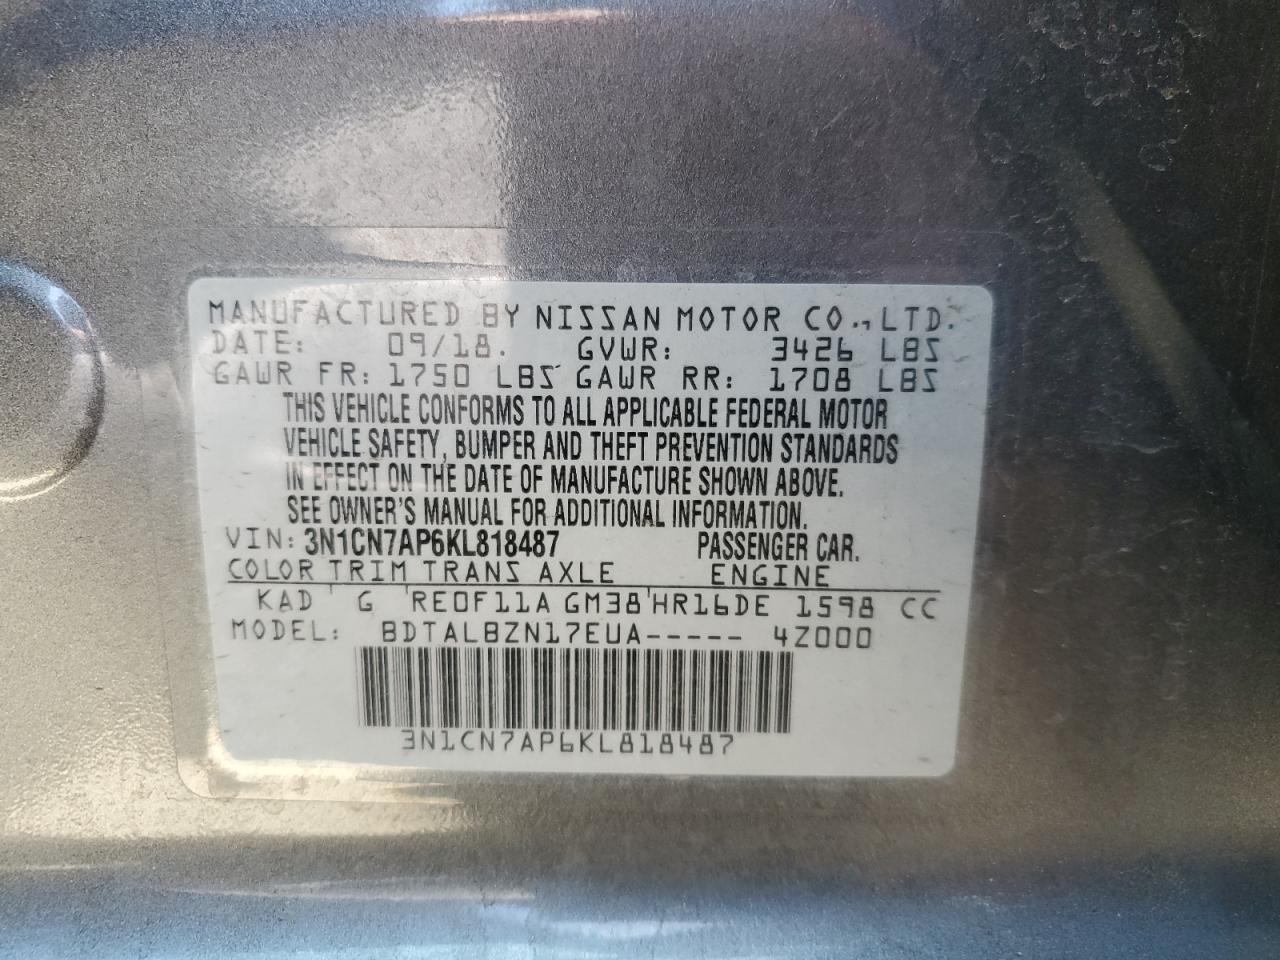 MANUFACTURED BY NISSAN MOTOR CO., LTD.
DATE: 09/18. GVWR: 3426 LBS
GAWR FR: 1750 LBS GAWR RR: 1708 LBS
THIS VEHICLE CONFORMS TO ALL APPLICABLE FEDERAL MOTOR
VEHICLE SAFETY, BUMPER AND THEFT PREVENTION STANDARDS
IN EFFECT ON THE DATE OF MANUFACTURE SHOWN ABOVE.
SEE OWNER'S MANUAL FOR ADDITIONAL INFORMATION.
VIN: 3N1CN7AP6KL818487 PASSENGER CAR.
COLOR TRIM TRANS AXLE ENGINE
KAD G RE0F11A GM38 HR16DE 1598 CC
MODEL: BDTALBZN17EUA----- 4Z000
3N1CN7AP6KL818487